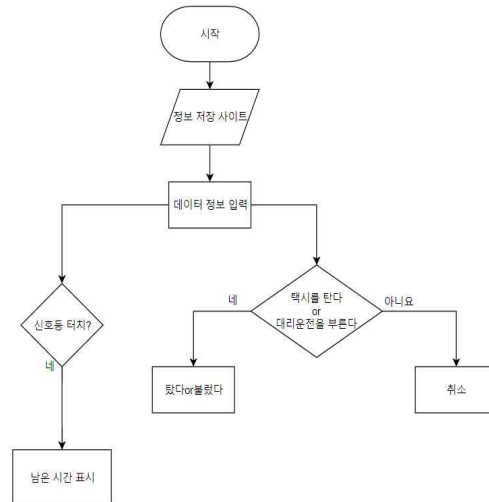 시작
정보 저장 사이트
데이터 정보 입력
신호등 터치?
네
남은 시간 표시
택시를 탄다
or
대리운전을 부른다
네
아니요
탔다or불렀다
취소